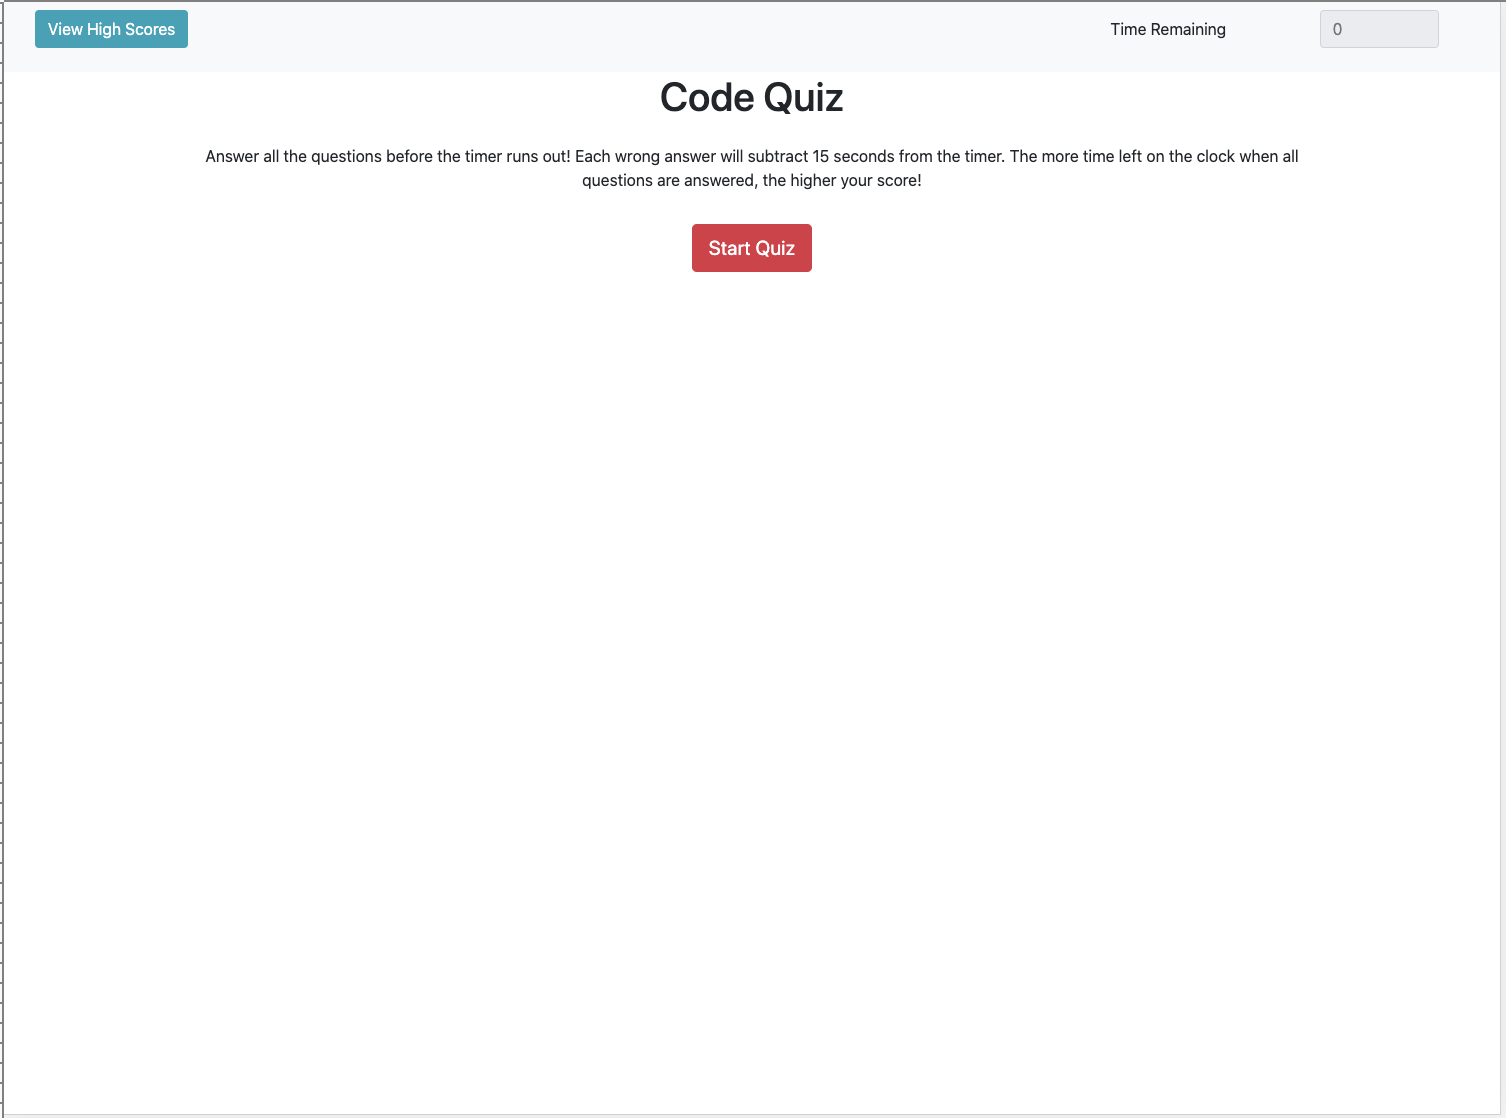 View High Scores
Time Remaining
0
Code Quiz
Answer all the questions before the timer runs out! Each wrong answer will subtract 15 seconds from the timer. The more time left on the clock when all
questions are answered, the higher your score!
Start Quiz